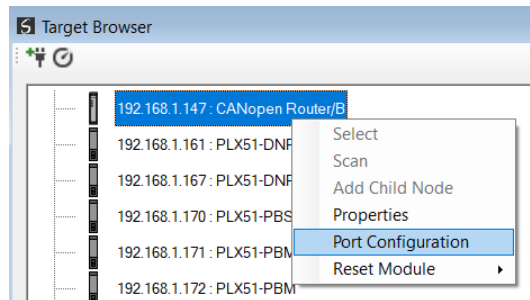 Target Browser
192.168.1.147 : CANopen Router/B
192.168.1.161 : PLX51-DNP
192.168.1.167 : PLX51-DNP
192.168.1.170 : PLX51-PBS
192.168.1.171 : PLX51-PBM
192.168.1.172 : PLX51-PBM
Select
Scan
Add Child Node
Properties
Port Configuration
Reset Module